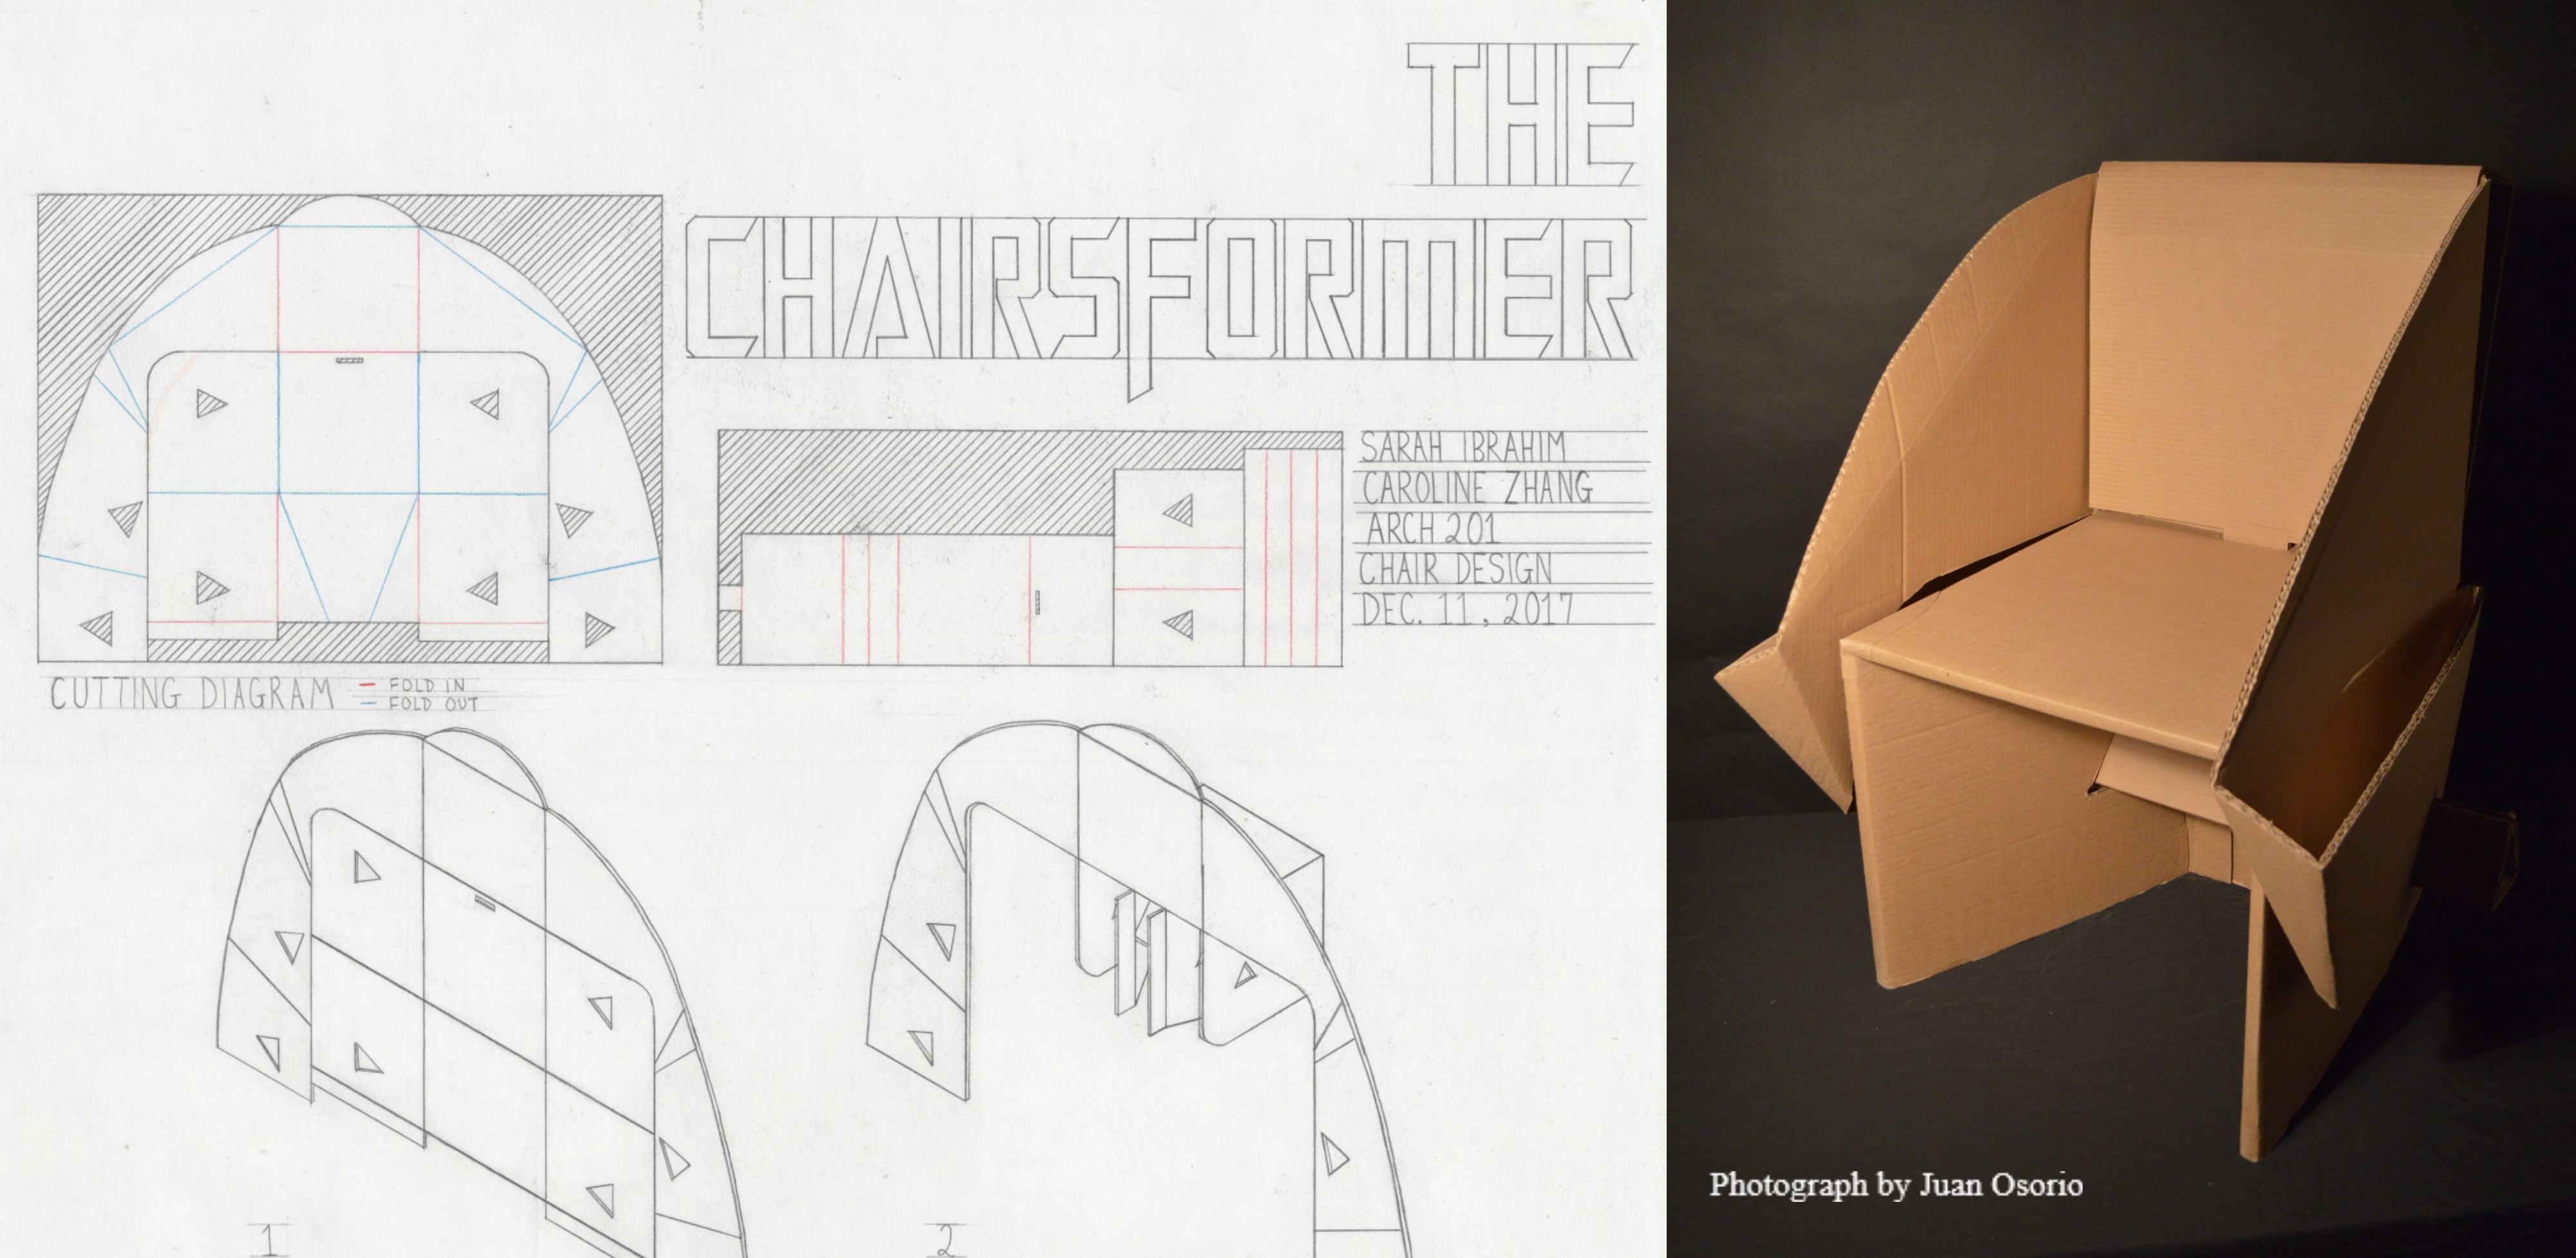 THE
CHAIRSFORMER
SARAH IBRAHIM
CAROLINE ZHANG
ARCH 201
CHAIR DESIGN
DEC. 11, 2017
CUTTING DIAGRAM
FOLD IN
FOLD OUT
1
2
Photograph by Juan Osorio